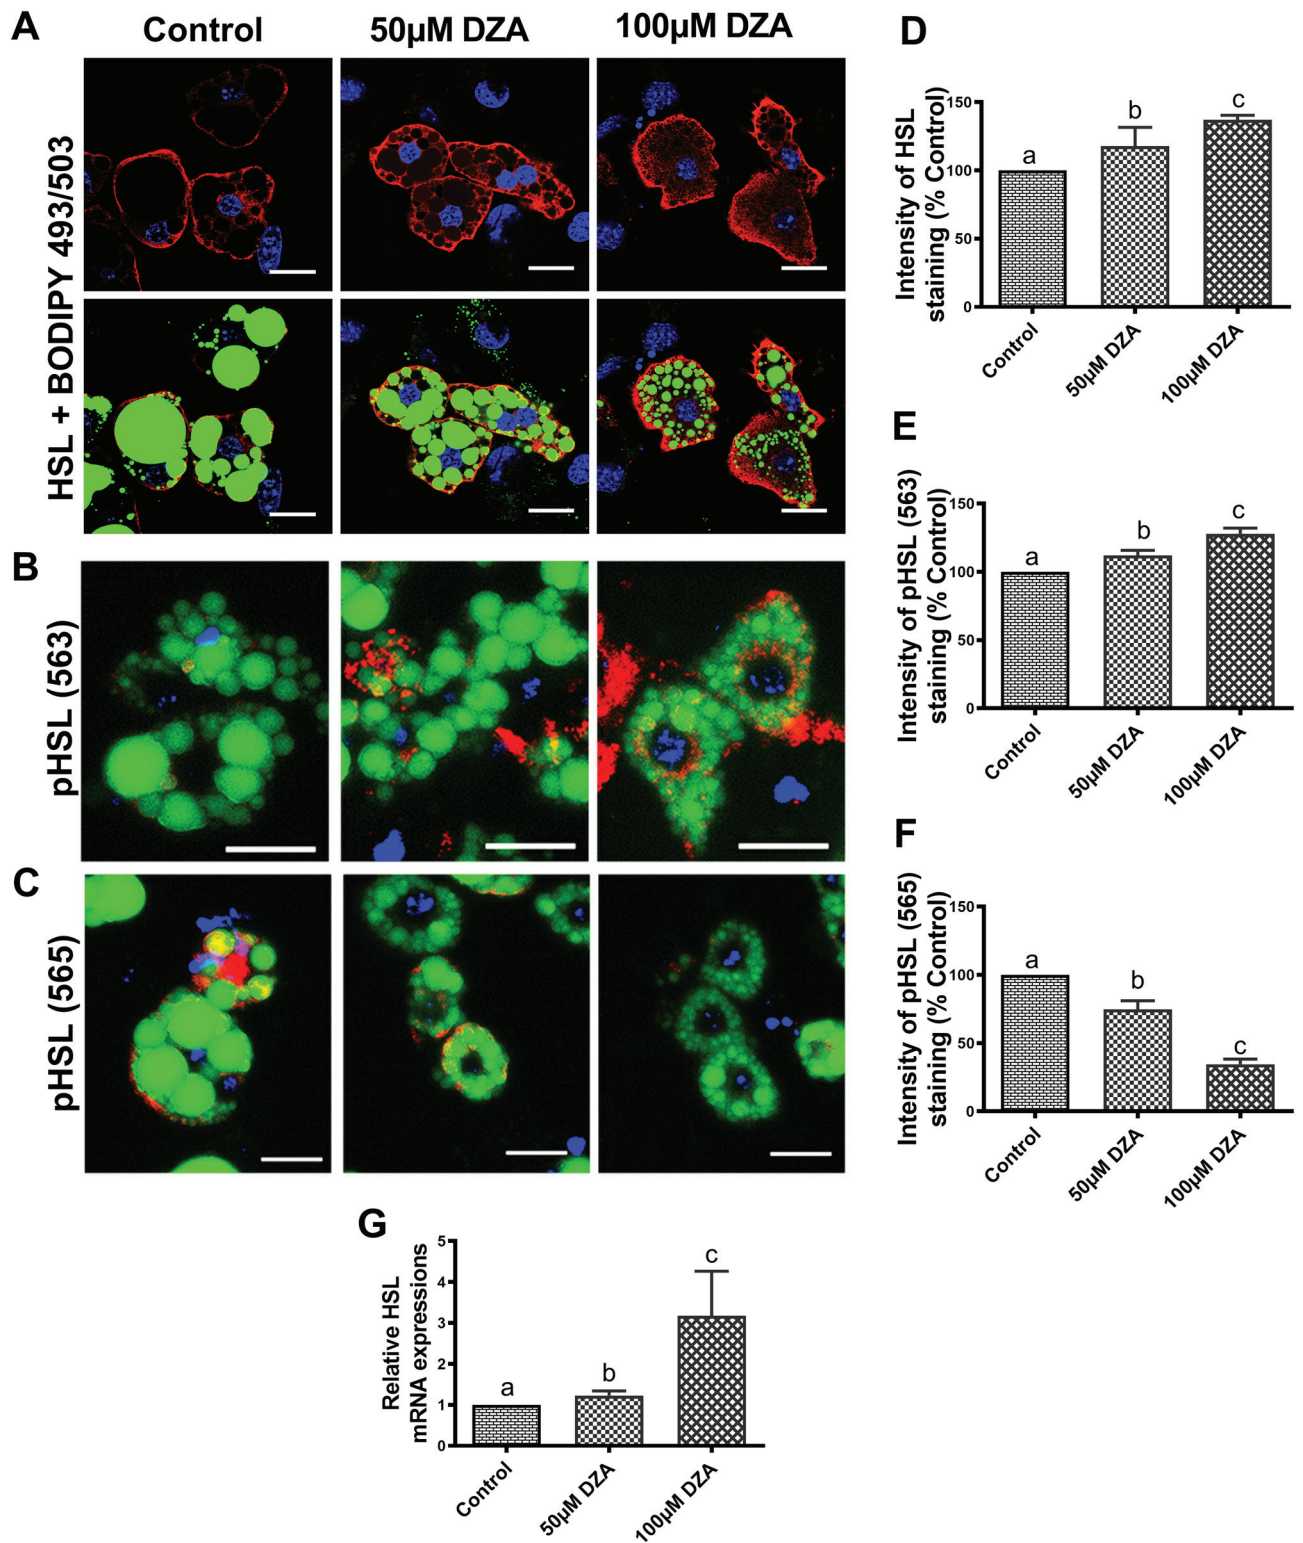 A
Control
50µM DZA
100µM DZA
HSL + BODIPY 493/503
B
pHSL (563)
C
pHSL (565)
D
Intensity of HSL
staining (% Control)
150
100
50
0
a
b
c
Control
50µM DZA
100µM DZA
E
Intensity of pHSL (563)
staining (% Control)
150
100
50
0
a
b
c
Control
50µM DZA
100µM DZA
F
Intensity of pHSL (565)
staining (% Control)
150
100
50
0
a
b
c
Control
50µM DZA
100µM DZA
G
Relative HSL
mRNA expressions
5
4
3
2
1
0
a
b
c
Control
50µM DZA
100µM DZA